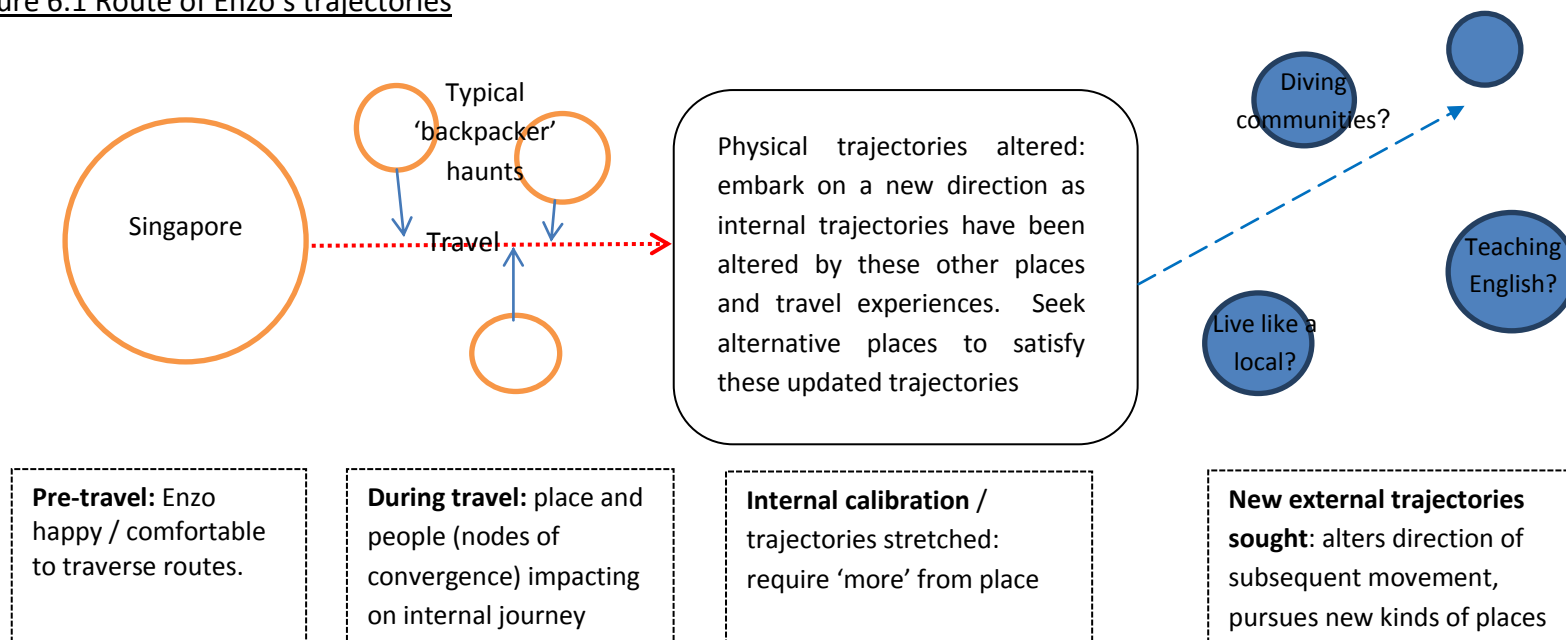 ure 6.1 Route of Enzo's trajectories
Singapore
Typical
‘backpacker’
haunts
Travel
Physical trajectories altered:
embark on a new direction as
internal trajectories have been
altered by these other places
and travel experiences. Seek
alternative places to satisfy
these updated trajectories
Diving
communities?
Teaching
English?
Live like a
local?
Pre-travel: Enzo
happy / comfortable
to traverse routes.
During travel: place and
people (nodes of
convergence) impacting
on internal journey
Internal calibration /
trajectories stretched:
require ‘more’ from place
New external trajectories
sought: alters direction of
subsequent movement,
pursues new kinds of places